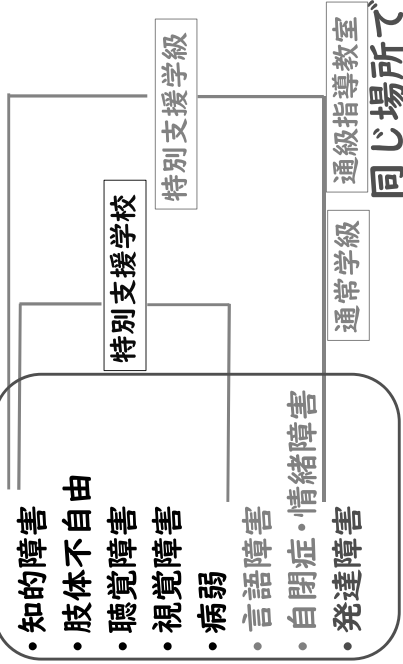 ・知的障害
・肢体不自由
・聴覚障害
・視覚障害
・病弱
・言語障害
・自閉症・情緒障害
・発達障害
特別支援学校
特別支援学級
通常学級
通級指導教室
同じ場所で